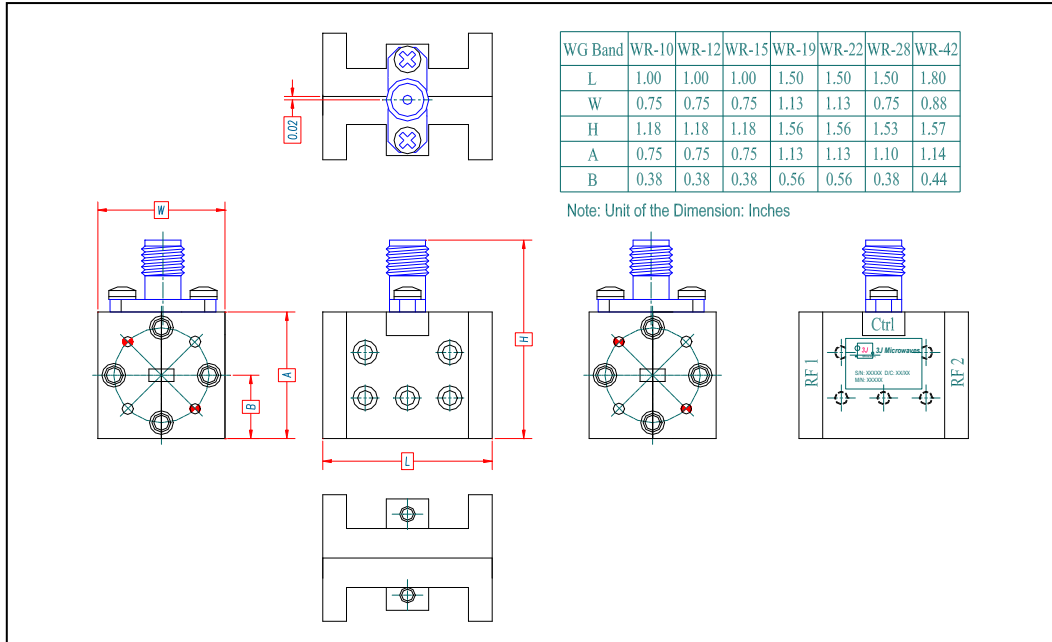 WG Band WR-10 WR-12 WR-15 WR-19 WR-22 WR-28 WR-42
L 1.00 1.00 1.00 1.50 1.50 1.50 1.80
W 0.75 0.75 0.75 1.13 1.13 0.75 0.88
H 1.18 1.18 1.18 1.56 1.56 1.53 1.57
A 0.75 0.75 0.75 1.13 1.13 1.10 1.14
B 0.38 0.38 0.38 0.56 0.56 0.38 0.44
Note: Unit of the Dimension: Inches
0.02
W
A
B
H
L
Ctrl
RF 1
3J 3J Microwaves
S/N: XXXXX D/C: XX/XX
M/N: XXXXX
RF 2